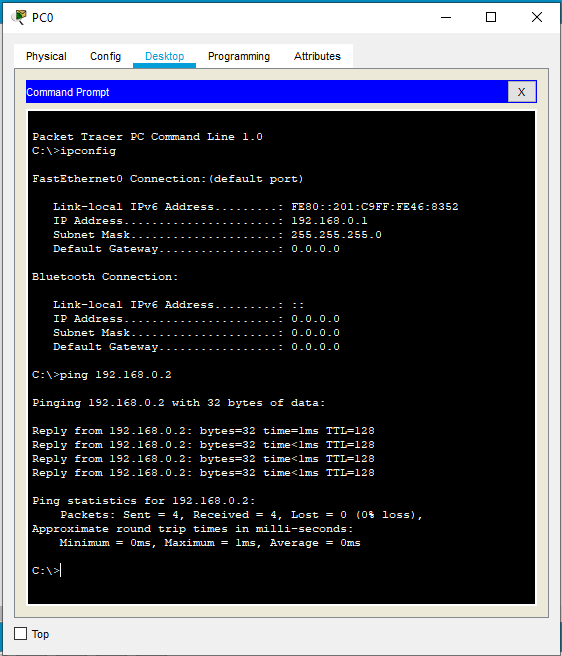 PC0
Physical Config Desktop Programming Attributes
Command Prompt X
Packet Tracer PC Command Line 1.0
C:\>ipconfig
FastEthernet0 Connection:(default port)
Link-local IPv6 Address.........: FE80::201:C9FF:FE46:8352
IP Address......................: 192.168.0.1
Subnet Mask.....................: 255.255.255.0
Default Gateway.................: 0.0.0.0
Bluetooth Connection:
Link-local IPv6 Address.........: ::
IP Address......................: 0.0.0.0
Subnet Mask.....................: 0.0.0.0
Default Gateway.................: 0.0.0.0
C:\>ping 192.168.0.2
Pinging 192.168.0.2 with 32 bytes of data:
Reply from 192.168.0.2: bytes=32 time=1ms TTL=128
Reply from 192.168.0.2: bytes=32 time<1ms TTL=128
Reply from 192.168.0.2: bytes=32 time<1ms TTL=128
Reply from 192.168.0.2: bytes=32 time<1ms TTL=128
Ping statistics for 192.168.0.2:
Packets: Sent = 4, Received = 4, Lost = 0 (0% loss),
Approximate round trip times in milli-seconds:
Minimum = 0ms, Maximum = 1ms, Average = 0ms
C:\>
Top